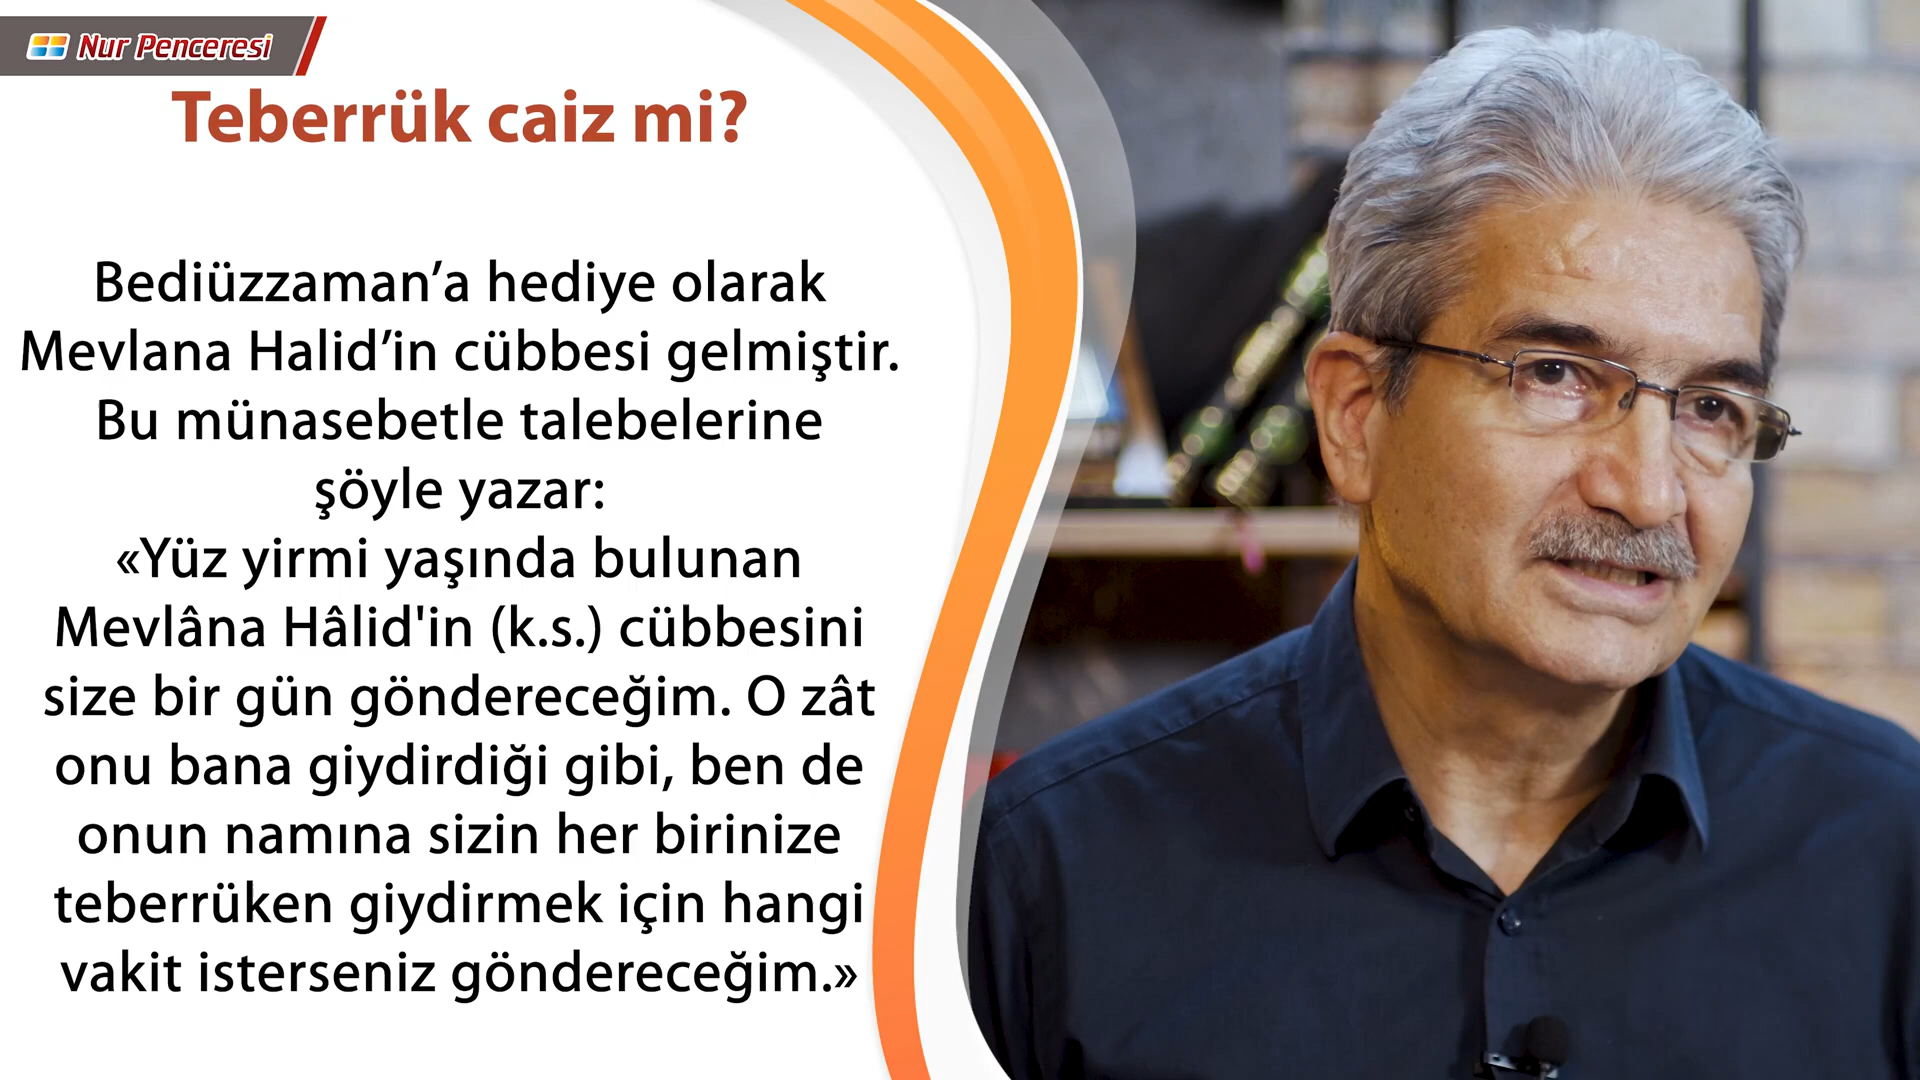 Nur Penceresi
Teberrük caiz mi?
Bediüzzaman’a hediye olarak
Mevlana Halid’in cübbesi gelmiştir.
Bu münasebetle talebelerine
şöyle yazar:
«Yüz yirmi yaşında bulunan
Mevlâna Hâlid'in (k.s.) cübbesini
size bir gün göndereceğim. O zât
onu bana giydirdiği gibi, ben de
onun namına sizin her birinize
teberrüken giydirmek için hangi
vakit isterseniz göndereceğim.»